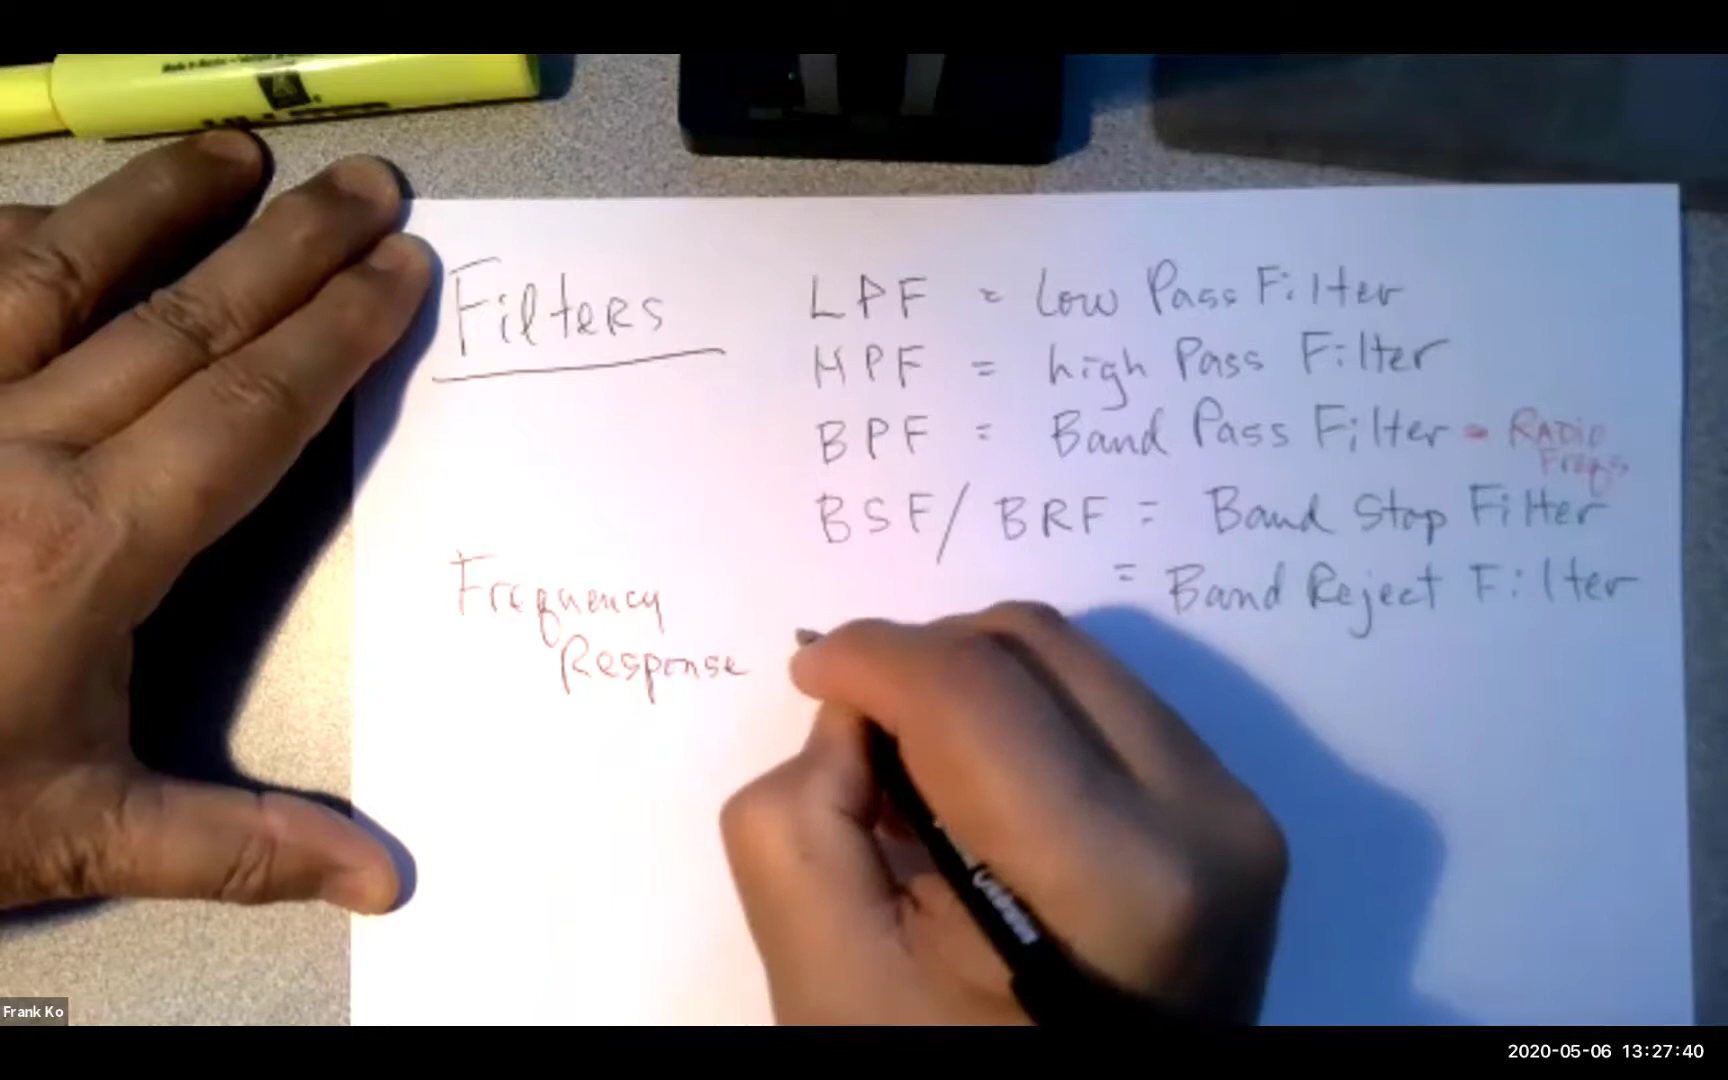 Filters
LPF = Low Pass Filter
HPF = high Pass Filter
BPF = Band Pass Filter - RADIO
Freqs
BSF/BRF = Band Stop Filter
= Band Reject Filter
Frequency
Response
Frank Ko
2020-05-06 13:27:40